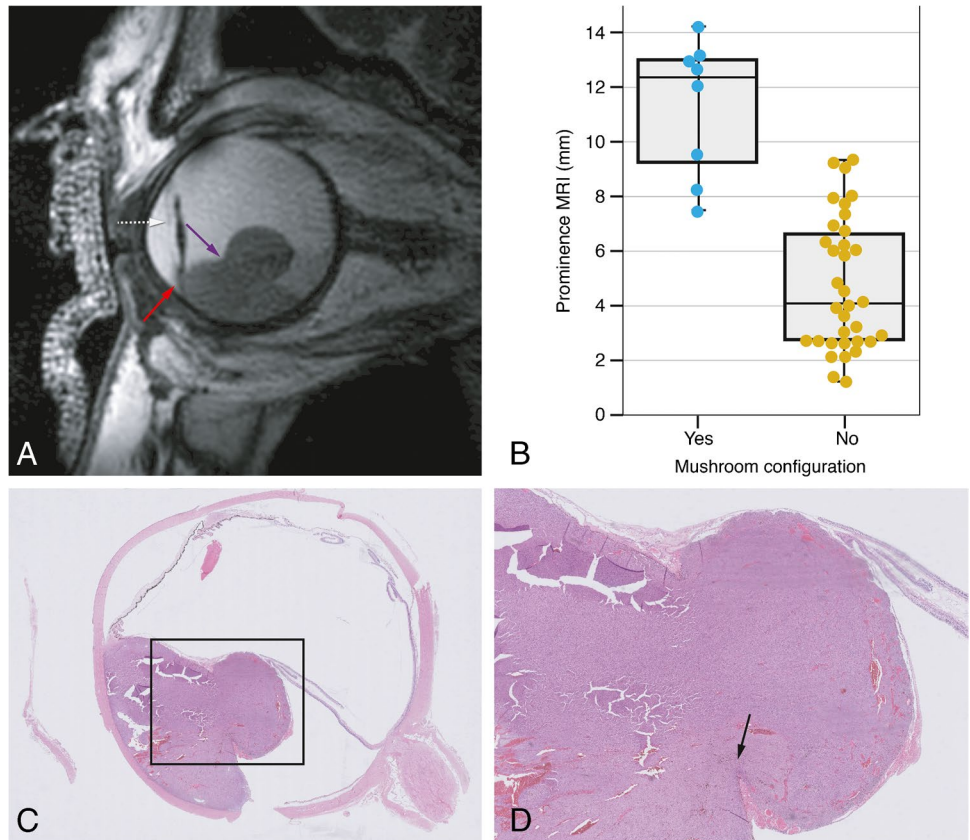 A
B
Prominence MRI (mm)
14
12
10
8
6
4
2
0
Yes
No
Mushroom configuration
C
D